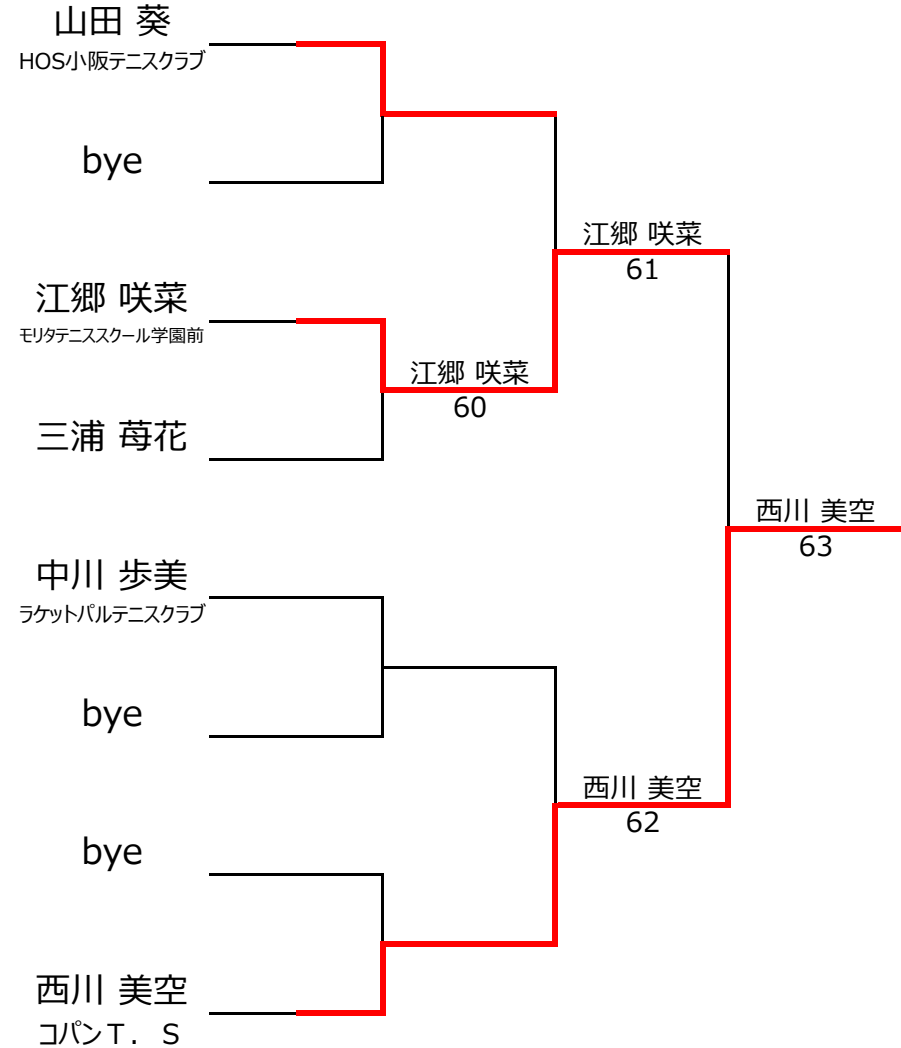 山田 葵
HOS小阪テニスクラブ
bye
江郷 咲菜
61
江郷 咲菜
モリタテニススクール学園前
江郷 咲菜
60
三浦 苺花
西川 美空
63
中川 歩美
ラケットパルテニスクラブ
bye
西川 美空
62
bye
西川 美空
コパンT. S